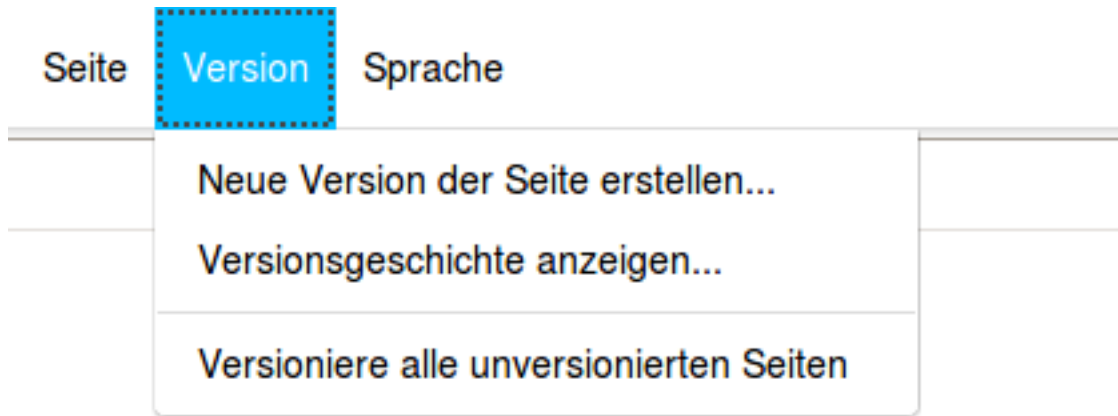 Seite Version Sprache
Neue Version der Seite erstellen...
Versionsgeschichte anzeigen...
Versioniere alle unversionierten Seiten